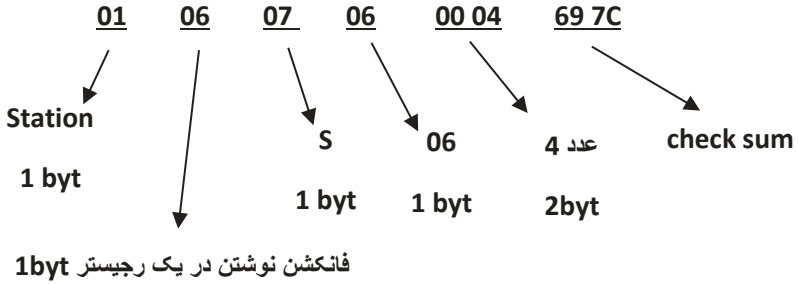 01 06 07 06 00 04 69 7C
Station
S 06 عدد 4 check sum
1 byt
1 byt 1 byt 2byt
فانکشن نوشتن در یک رجیستر 1byt